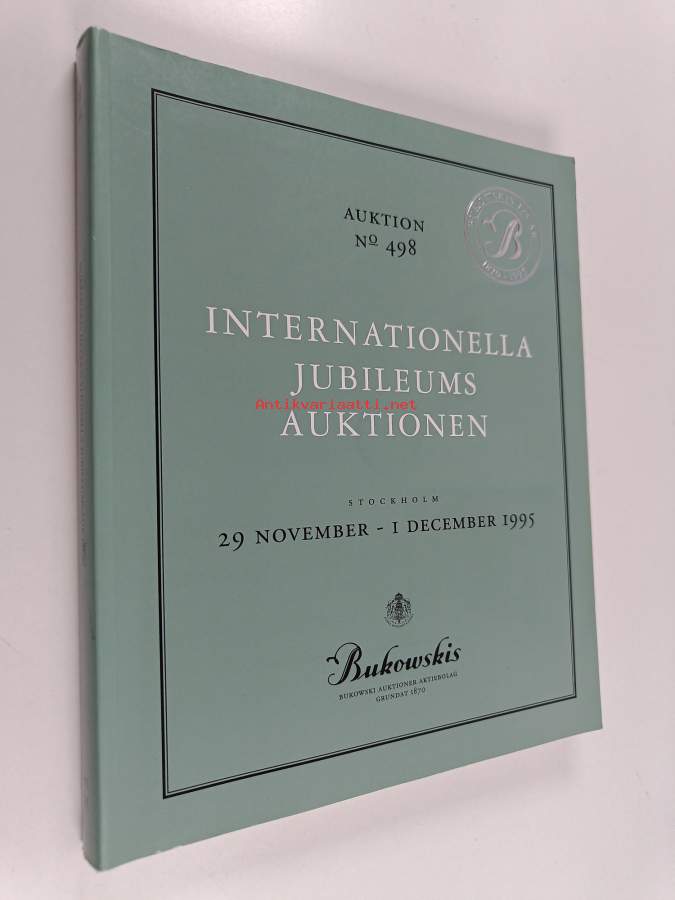 AUKTION
Nº 498
B
INTERNATIONELLA
JUBILEUMS
Antikvariaatti.net
AUKTIONEN
STOCKHOLM
29 NOVEMBER - 1 DECEMBER 1995
Bukowskis
BUKOWSKI AUKTIONER AKTIEBOLAG
GRUNDAT 1870